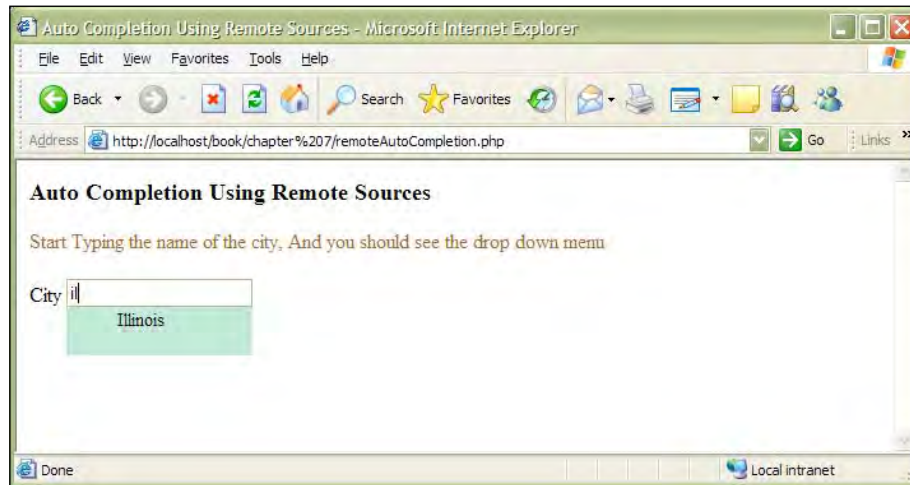 Auto Completion Using Remote Sources - Microsoft Internet Explorer
File Edit View Favorites Tools Help
Back Search Favorites
Address http://localhost/book/chapter%207/remoteAutoCompletion.php Go Links »
Auto Completion Using Remote Sources
Start Typing the name of the city, And you should see the drop down menu
City il
Illinois
Done Local intranet